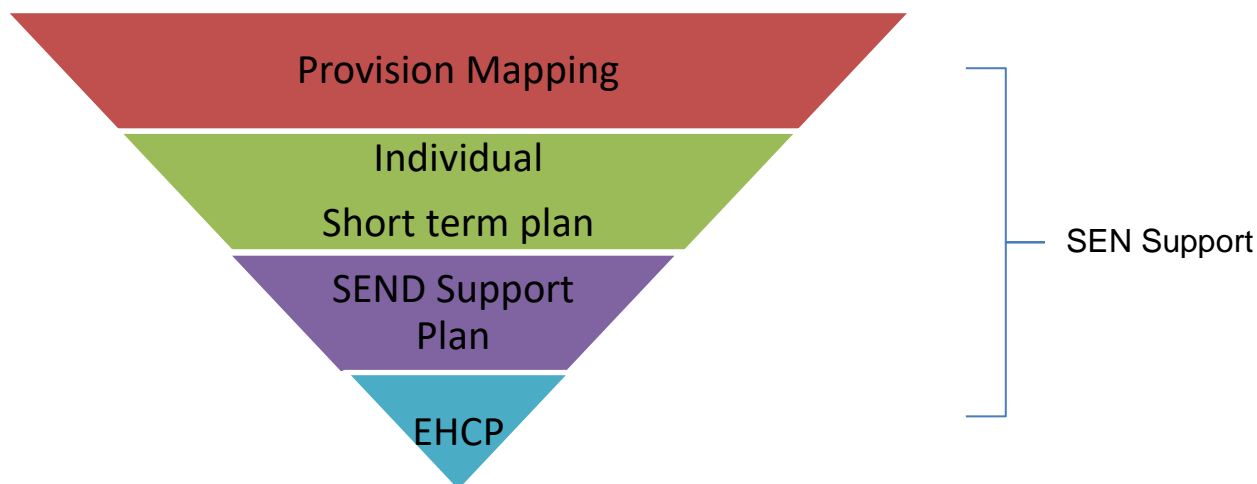 Provision Mapping
Individual
Short term plan
SEND Support
Plan
EHCP
SEN Support